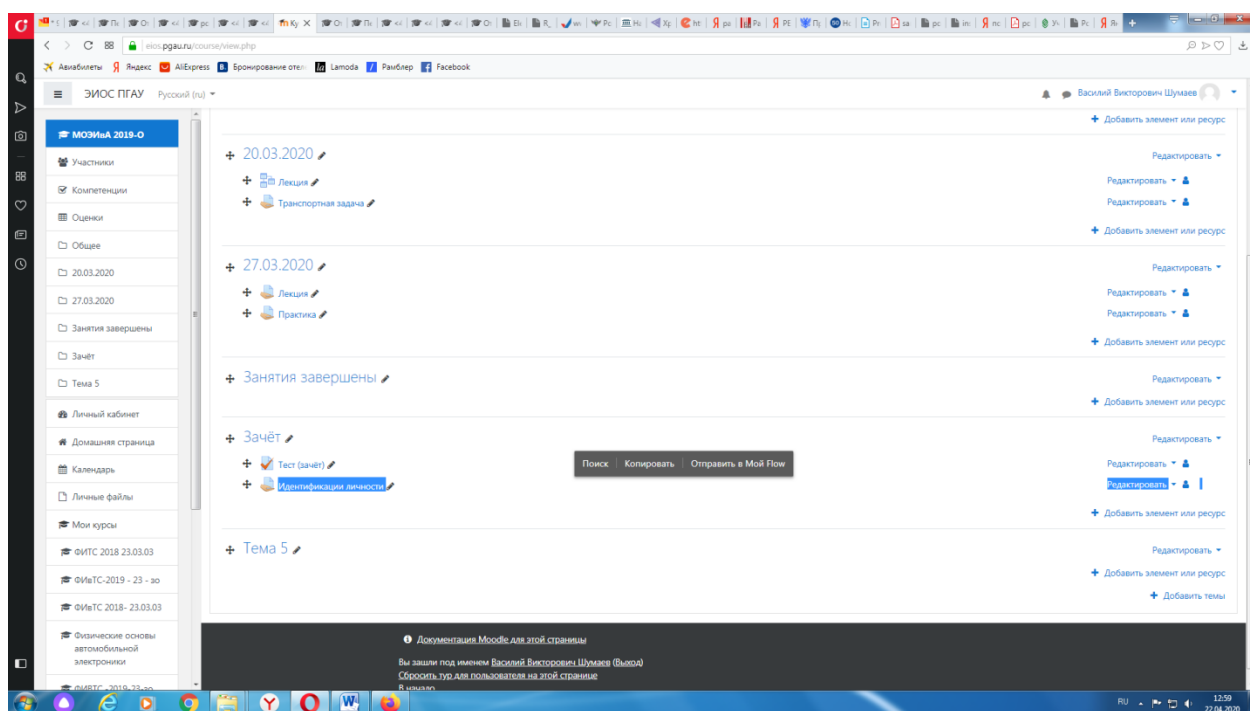 eios.pgau.ru/course/view.php
Авиабилеты Яндекс AliExpress Бронирование отел Lamoda Рамблер Facebook
ЭИОС ПГАУ Русский (ru) Василий Викторович Шумаев
МОЭИвА 2019-О
Участники
Компетенции
Оценки
Общее
20.03.2020
27.03.2020
Занятия завершены
Зачёт
Тема 5
Личный кабинет
Домашняя страница
Календарь
Личные файлы
Мои курсы
ФИТС 2018 23.03.03
ФИвТС-2019 - 23 - зо
ФИвТС 2018- 23.03.03
Физические основы
автомобильной
электроники
ФИВТС -2019-23-зо
Добавить элемент или ресурс
20.03.2020 Редактировать
Лекция Редактировать
Транспортная задача Редактировать
Добавить элемент или ресурс
27.03.2020 Редактировать
Лекция Редактировать
Практика Редактировать
Добавить элемент или ресурс
Занятия завершены Редактировать
Добавить элемент или ресурс
Зачёт Редактировать
Тест (зачёт) Поиск Копировать Отправить в Мой Flow Редактировать
Идентификации личности Редактировать
Добавить элемент или ресурс
Тема 5 Редактировать
Добавить элемент или ресурс
Добавить темы
Документация Moodle для этой страницы
Вы зашли под именем Василий Викторович Шумаев (Выход)
Сбросить тур для пользователя на этой странице
В начало
RU 12:59
22.04.2020